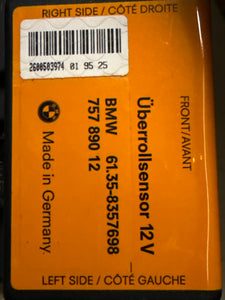 RIGHT SIDE / CÔTÉ DROITE
2600503974 01 95 25
FRONT/AVANT
Überrollsensor 12 V
BMW 61.35-8357698
757 890 12
Made in Germany.
LEFT SIDE / CÔTÉ GAUCHE